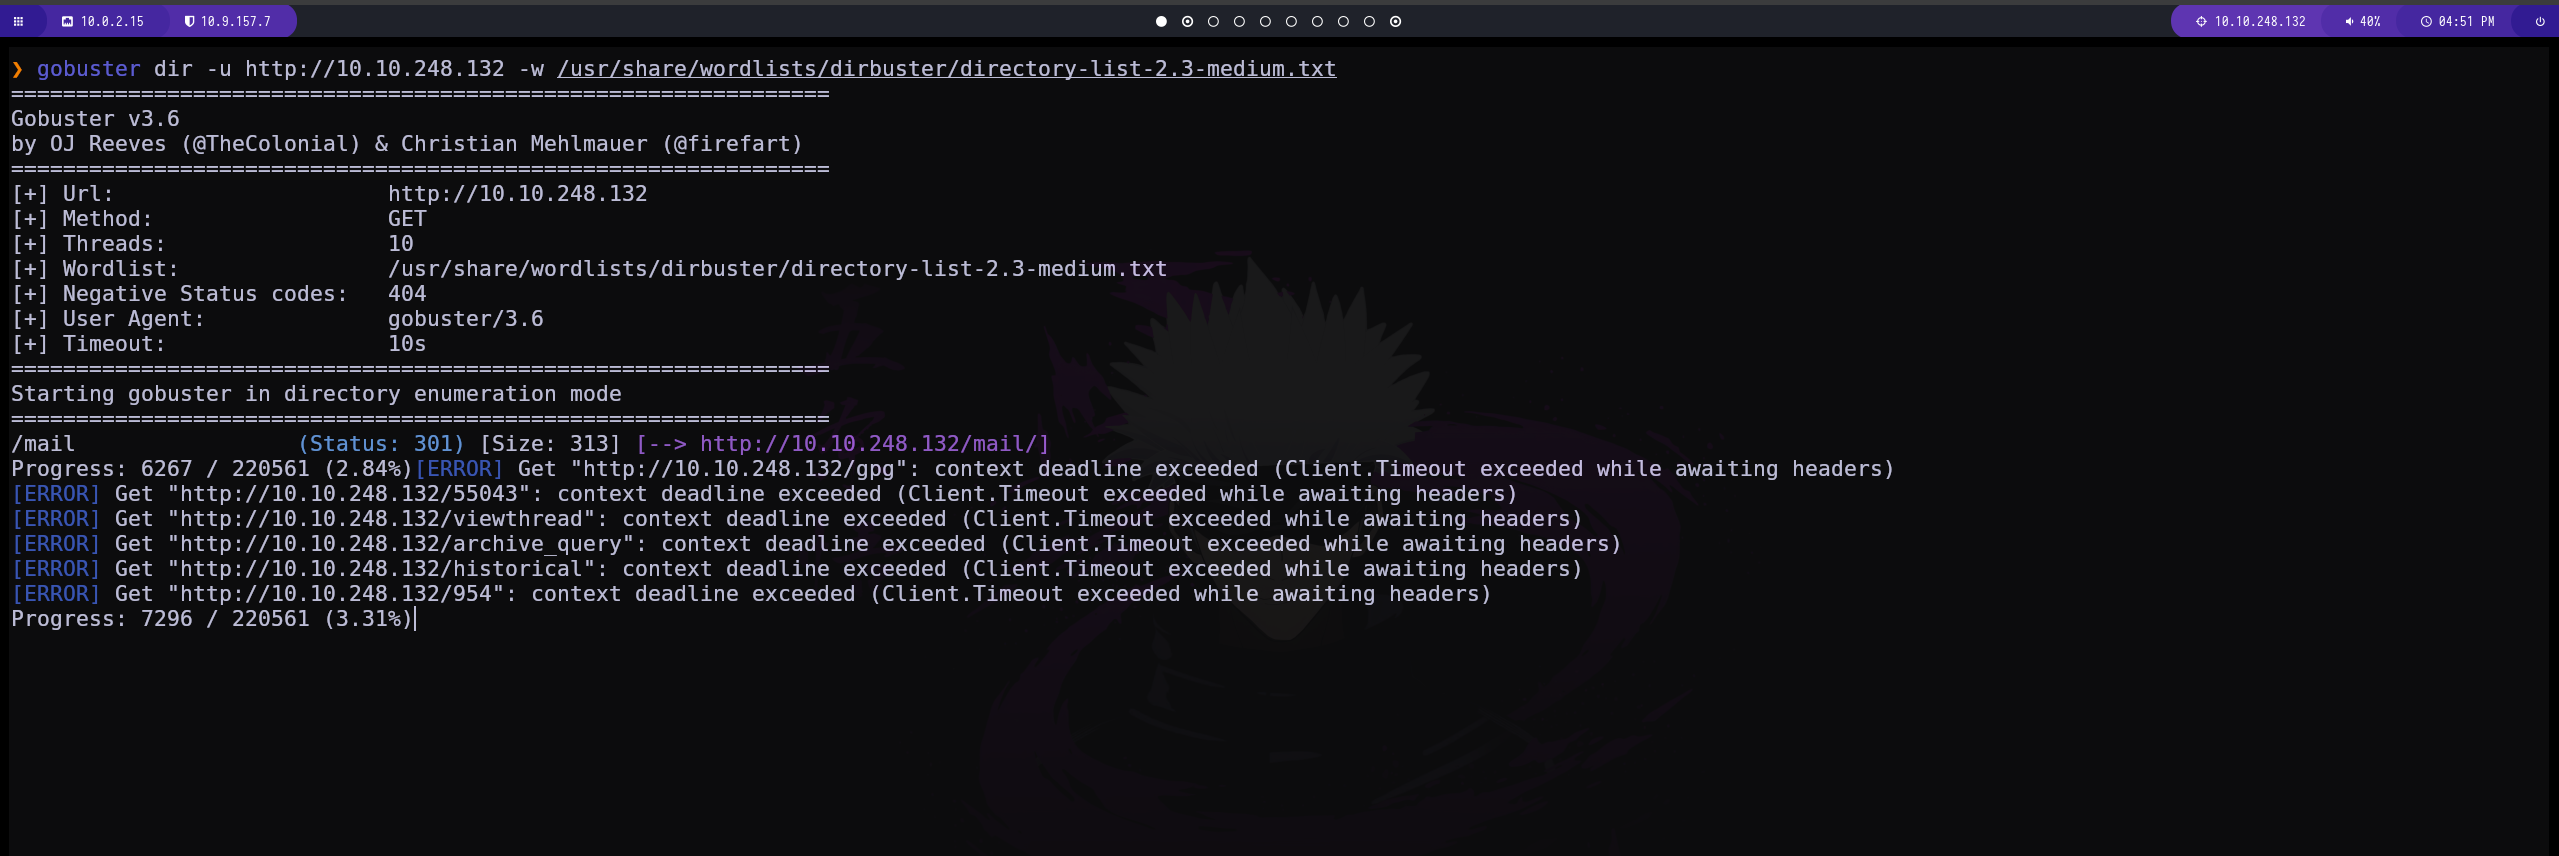 10.0.2.15 10.9.157.7 10.10.248.132 40% 04:51 PM
❯ gobuster dir -u http://10.10.248.132 -w /usr/share/wordlists/dirbuster/directory-list-2.3-medium.txt
===============================================================
Gobuster v3.6
by OJ Reeves (@TheColonial) & Christian Mehlmauer (@firefart)
===============================================================
[+] Url:                     http://10.10.248.132
[+] Method:                  GET
[+] Threads:                 10
[+] Wordlist:                /usr/share/wordlists/dirbuster/directory-list-2.3-medium.txt
[+] Negative Status codes:   404
[+] User Agent:              gobuster/3.6
[+] Timeout:                 10s
===============================================================
Starting gobuster in directory enumeration mode
===============================================================
/mail                 (Status: 301) [Size: 313] [--> http://10.10.248.132/mail/]
Progress: 6267 / 220561 (2.84%)[ERROR] Get "http://10.10.248.132/gpg": context deadline exceeded (Client.Timeout exceeded while awaiting headers)
[ERROR] Get "http://10.10.248.132/55043": context deadline exceeded (Client.Timeout exceeded while awaiting headers)
[ERROR] Get "http://10.10.248.132/viewthread": context deadline exceeded (Client.Timeout exceeded while awaiting headers)
[ERROR] Get "http://10.10.248.132/archive_query": context deadline exceeded (Client.Timeout exceeded while awaiting headers)
[ERROR] Get "http://10.10.248.132/historical": context deadline exceeded (Client.Timeout exceeded while awaiting headers)
[ERROR] Get "http://10.10.248.132/954": context deadline exceeded (Client.Timeout exceeded while awaiting headers)
Progress: 7296 / 220561 (3.31%)